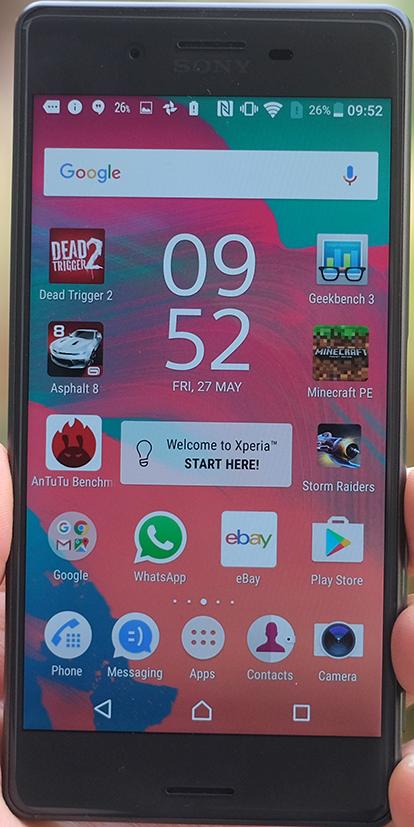 SONY
26% 26% 09:52
Google
09
52
FRI, 27 MAY
DEAD
TRIGGER 2
Dead Trigger 2
Geekbench 3
8
Asphalt 8
MINECRAFT
Minecraft PE
AnTuTu Benchm
Welcome to Xperia™
START HERE!
Storm Raiders
G
M
Google
WhatsApp
ebay
eBay
Play Store
Phone
Messaging
Apps
Contacts
Camera